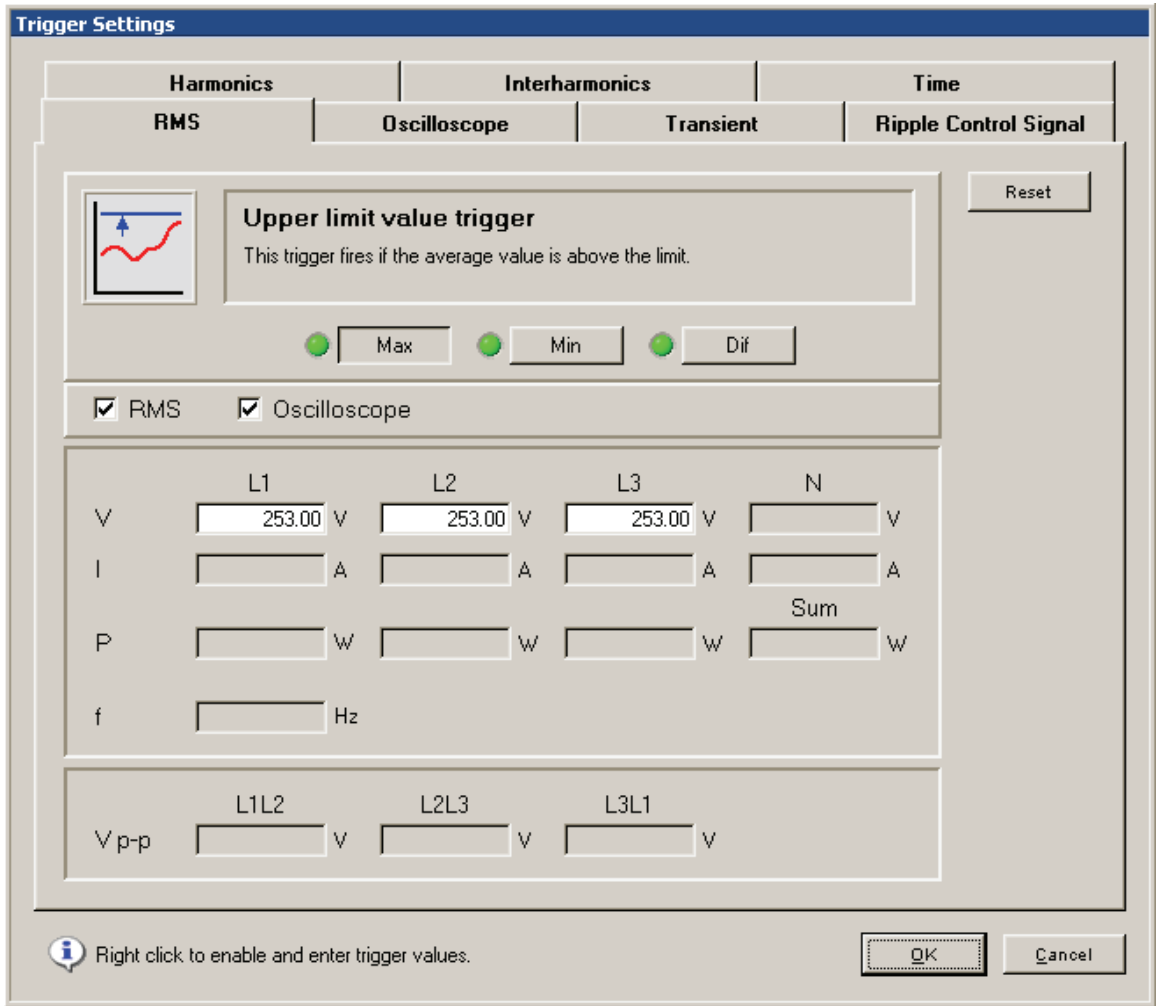 Trigger Settings
Harmonics Interharmonics Time
RMS Oscilloscope Transient Ripple Control Signal
Reset
Upper limit value trigger
This trigger fires if the average value is above the limit.
Max Min Dif
RMS Oscilloscope
L1 L2 L3 N
V 253.00 V 253.00 V 253.00 V V
I A A A A
Sum
P W W W W
f Hz
L1L2 L2L3 L3L1
V p-p V V V
Right click to enable and enter trigger values.
OK Cancel